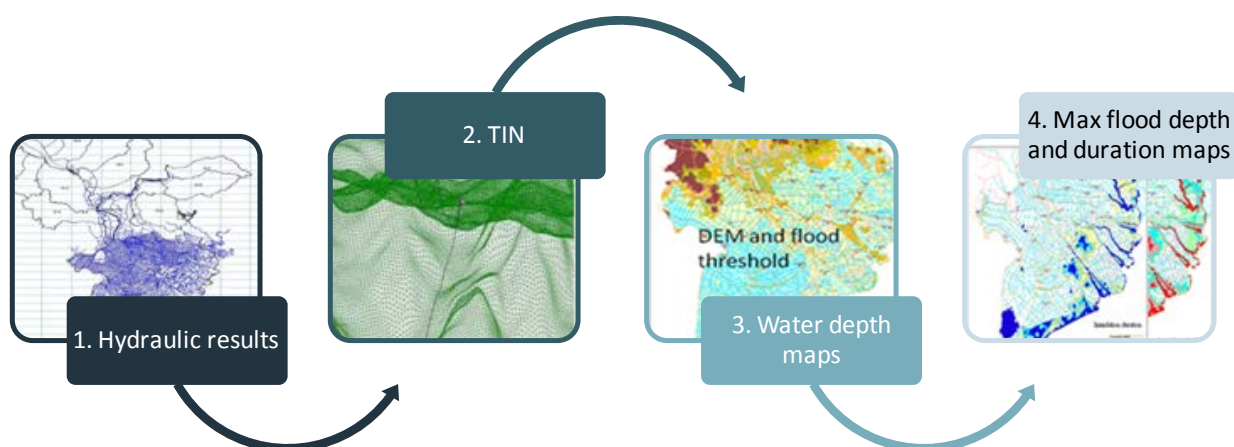 1. Hydraulic results
2. TIN
DEM and flood
threshold
3. Water depth
maps
4. Max flood depth
and duration maps